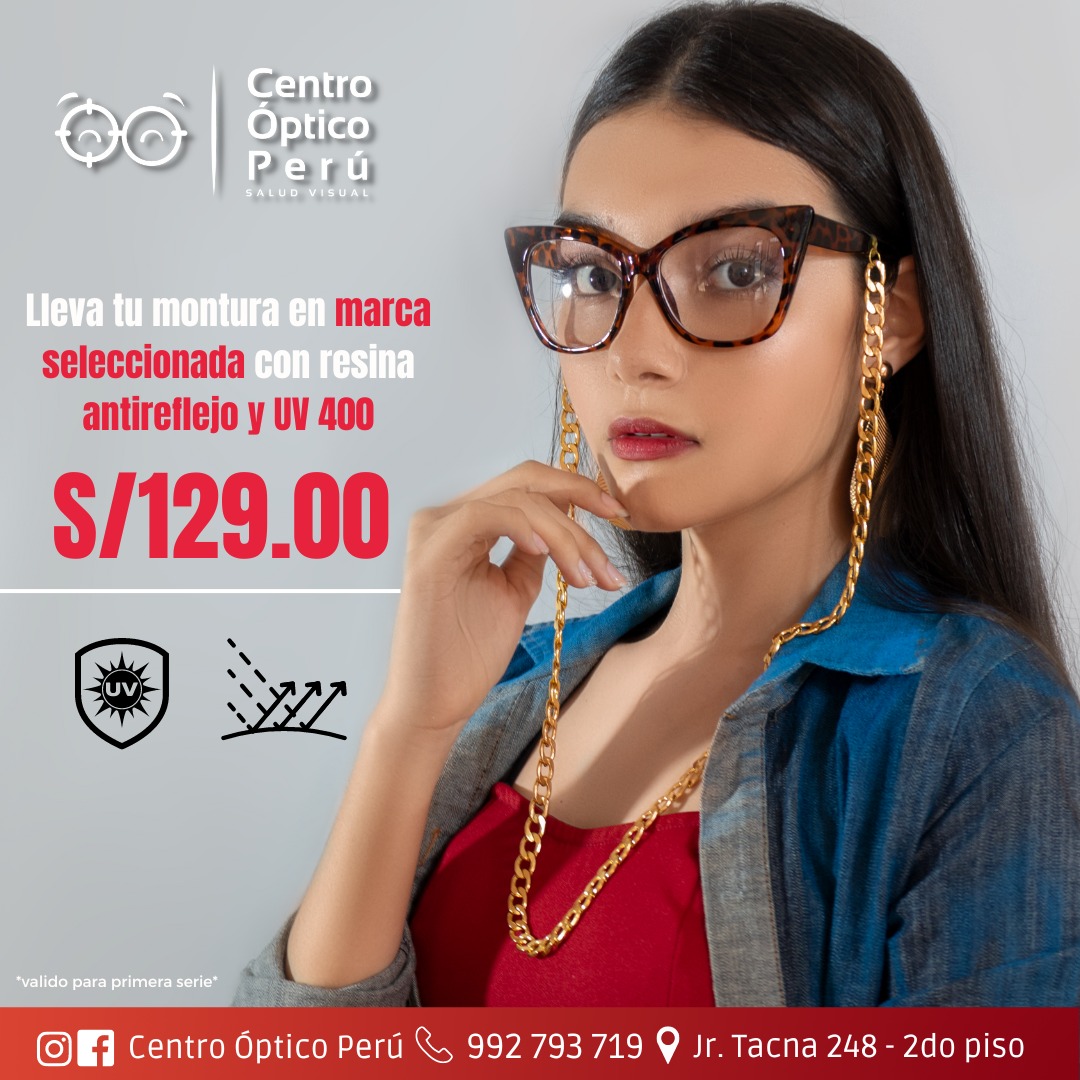 Centro
Óptico
Perú
SALUD VISUAL
Lleva tu montura en marca
seleccionada con resina
antireflejo y UV 400
S/129.00
UV
*valido para primera serie*
Centro Óptico Perú 992 793 719 Jr. Tacna 248 - 2do piso